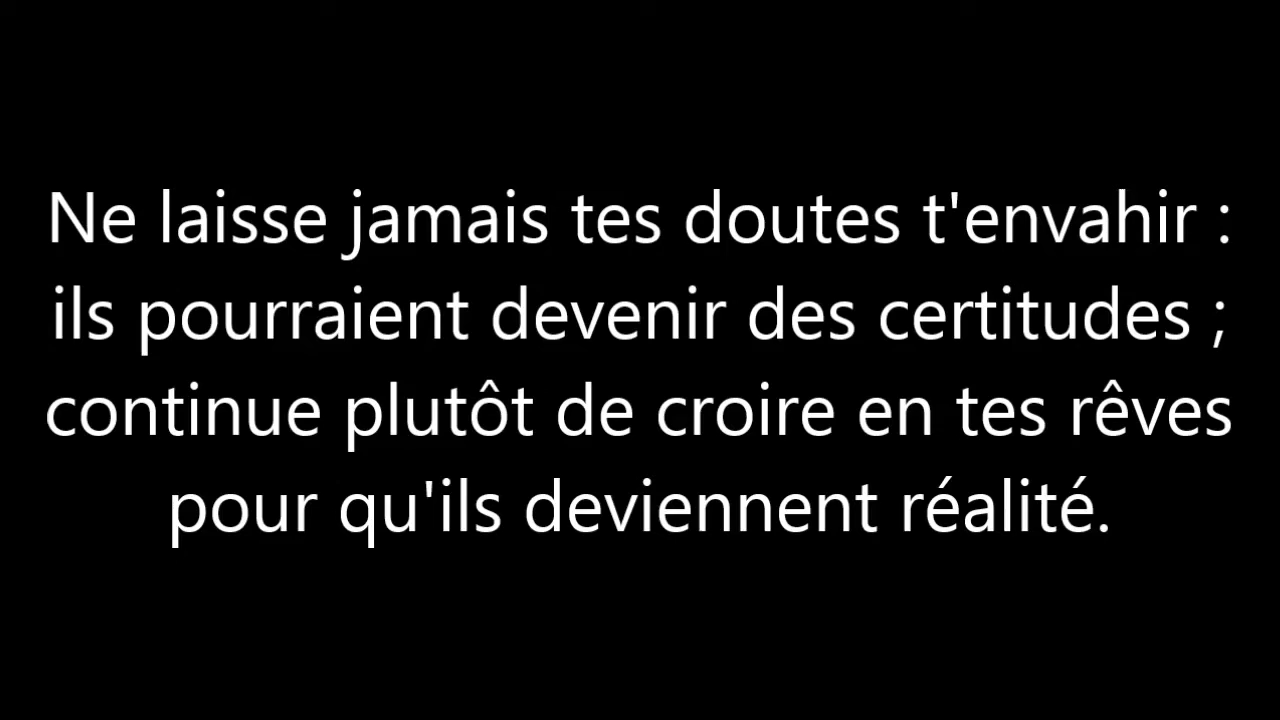 Ne laisse jamais tes doutes t'envahir :
ils pourraient devenir des certitudes ;
continue plutôt de croire en tes rêves
pour qu'ils deviennent réalité.